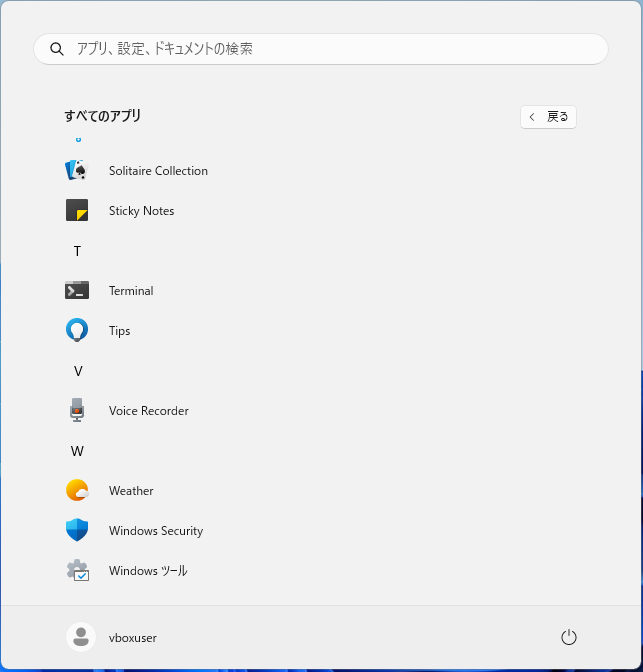 アプリ、設定、ドキュメントの検索
すべてのアプリ
戻る
Solitaire Collection
Sticky Notes
T
Terminal
Tips
V
Voice Recorder
W
Weather
Windows Security
Windows ツール
vboxuser